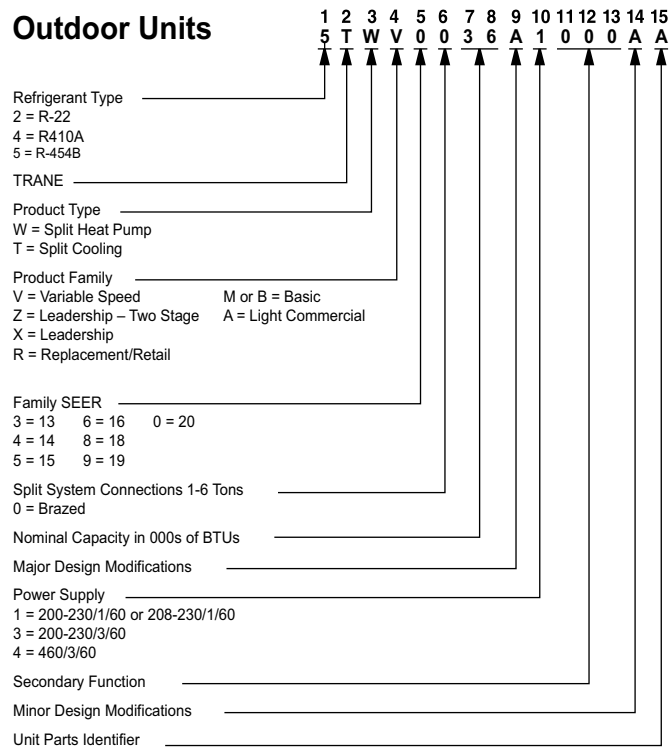 Outdoor Units
1 2 3 4 5 6 7 8 9 10 11 12 13 14 15
5 T W V 0 0 3 6 A 1 0 0 0 A A
Refrigerant Type
2 = R-22
4 = R410A
5 = R-454B
TRANE
Product Type
W = Split Heat Pump
T = Split Cooling
Product Family
V = Variable Speed M or B = Basic
Z = Leadership – Two Stage A = Light Commercial
X = Leadership
R = Replacement/Retail
Family SEER
3 = 13 6 = 16 0 = 20
4 = 14 8 = 18
5 = 15 9 = 19
Split System Connections 1-6 Tons
0 = Brazed
Nominal Capacity in 000s of BTUs
Major Design Modifications
Power Supply
1 = 200-230/1/60 or 208-230/1/60
3 = 200-230/3/60
4 = 460/3/60
Secondary Function
Minor Design Modifications
Unit Parts Identifier